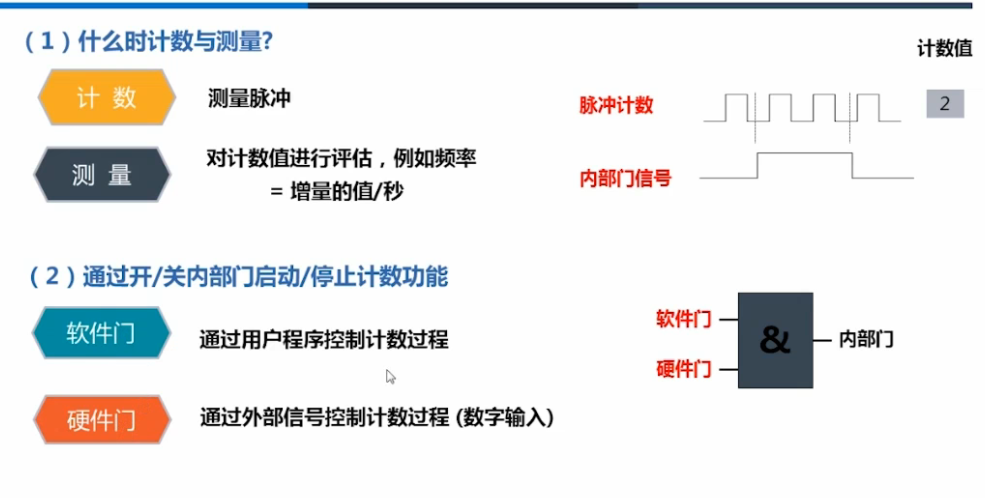 （1）什么时计数与测量?
计数值
计 数
测量脉冲
脉冲计数
2
测 量
对计数值进行评估，例如频率
= 增量的值/秒
内部门信号
（2）通过开/关内部门启动/停止计数功能
软件门
通过用户程序控制计数过程
硬件门
通过外部信号控制计数过程 (数字输入)
软件门
硬件门
&
内部门